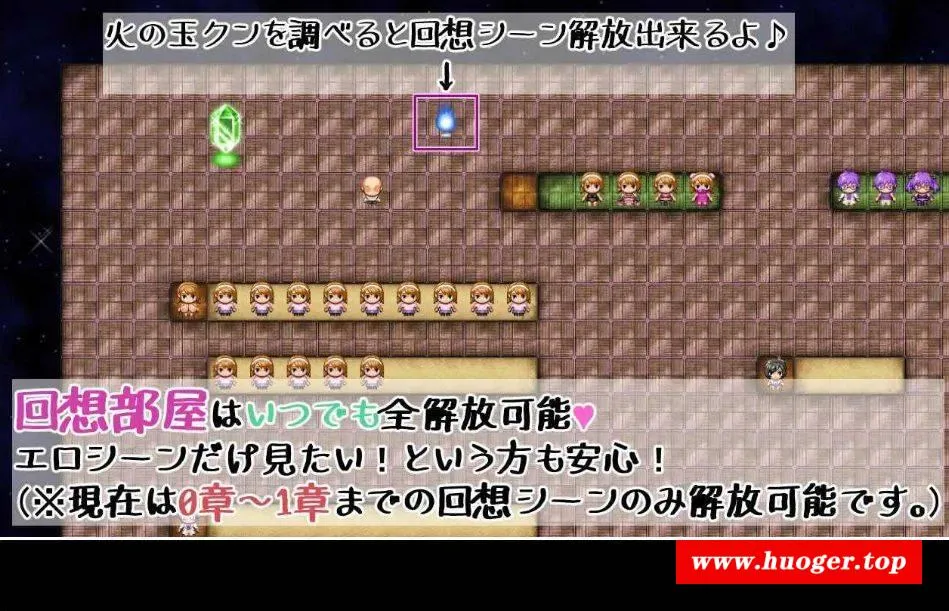 火の玉クンを調べると回想シーン解放出来るよ♪
↓
回想部屋はいつでも全解放可能♥
エロシーンだけ見たい！という方も安心！
(※現在は0章〜1章までの回想シーンのみ解放可能です。)
www.huoger.top